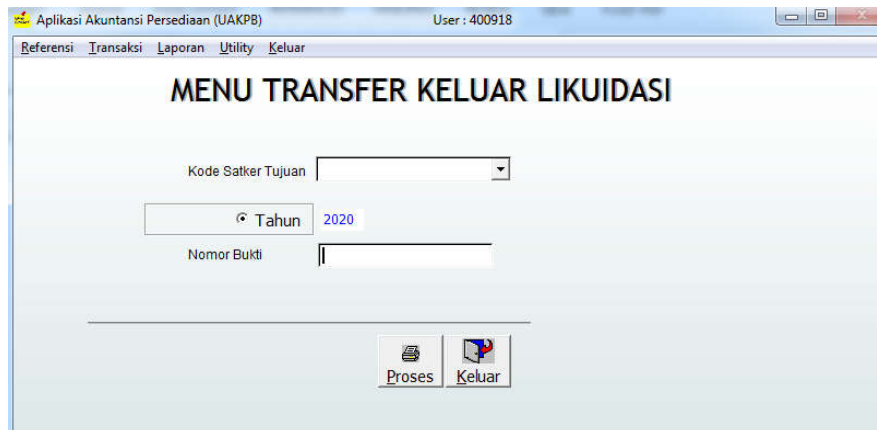 Aplikasi Akuntansi Persediaan (UAKPB) User : 400918
Referensi Transaksi Laporan Utility Keluar
MENU TRANSFER KELUAR LIKUIDASI
Kode Satker Tujuan
Tahun 2020
Nomor Bukti
Proses Keluar